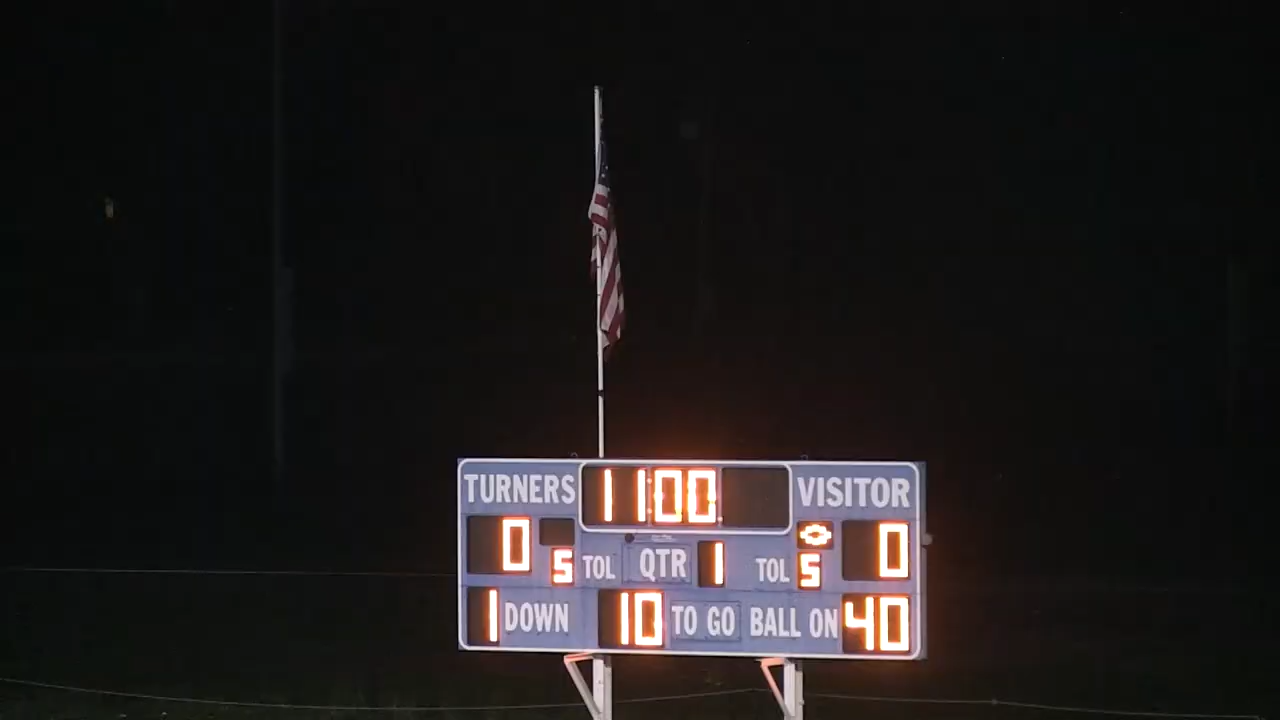 TURNERS 11:00 VISITOR
0 5 TOL QTR 1 TOL 5 0
1 DOWN 10 TO GO BALL ON 40